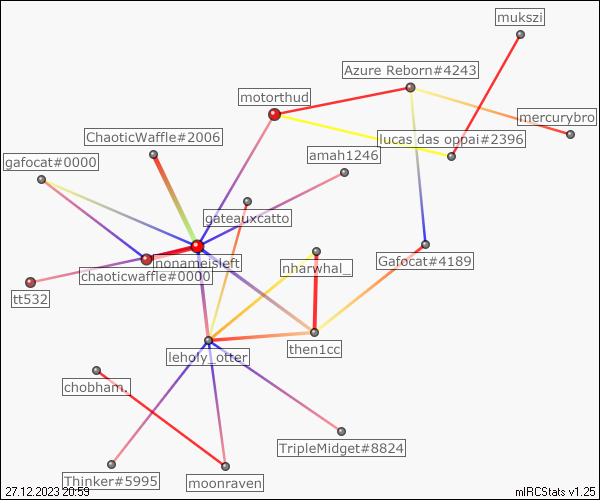 mukszi
Azure Reborn#4243
motorthud
mercurybro
ChaoticWaffle#2006
lucas das oppai#2396
gafocat#0000
amah1246
gateauxcatto
nonameisleft
chaoticwaffle#0000
nharwhal_
Gafocat#4189
tt532
leholy_otter
then1cc
chobham.
TripleMidget#8824
Thinker#5995
moonraven
27.12.2023 20:59
mIRCStats v1.25